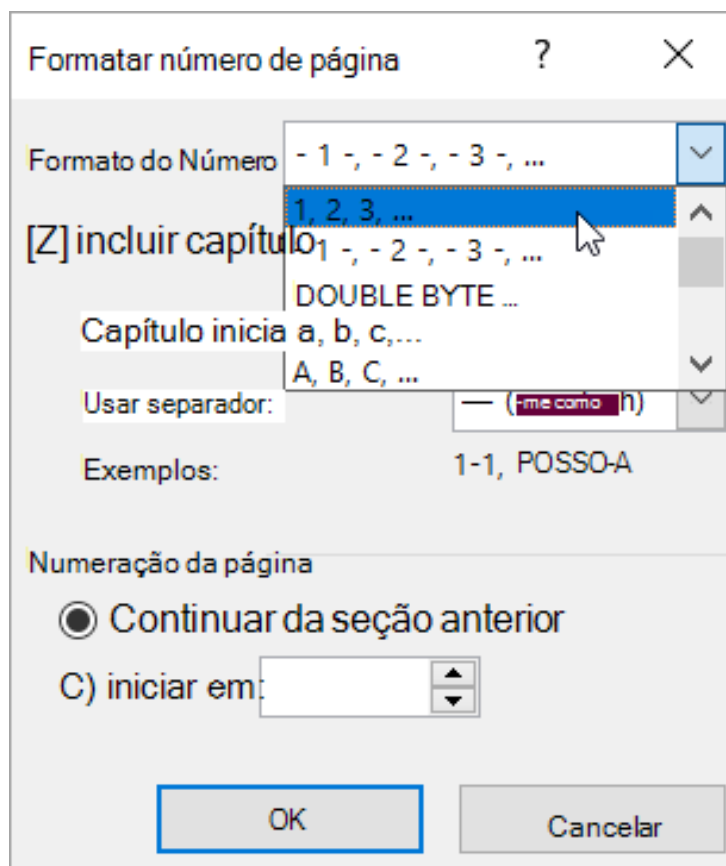 Formatar número de página ?
Formato do Número - 1 -, - 2 -, - 3 -, ...
1, 2, 3, ...
[Z] incluir capítulo - 1 -, - 2 -, - 3 -, ...
DOUBLE BYTE ...
Capítulo inicia a, b, c,...
A, B, C, ...
Usar separador: — (-me como h)
Exemplos: 1-1, POSSO-A
Numeração da página
Continuar da seção anterior
C) iniciar em:
OK Cancelar